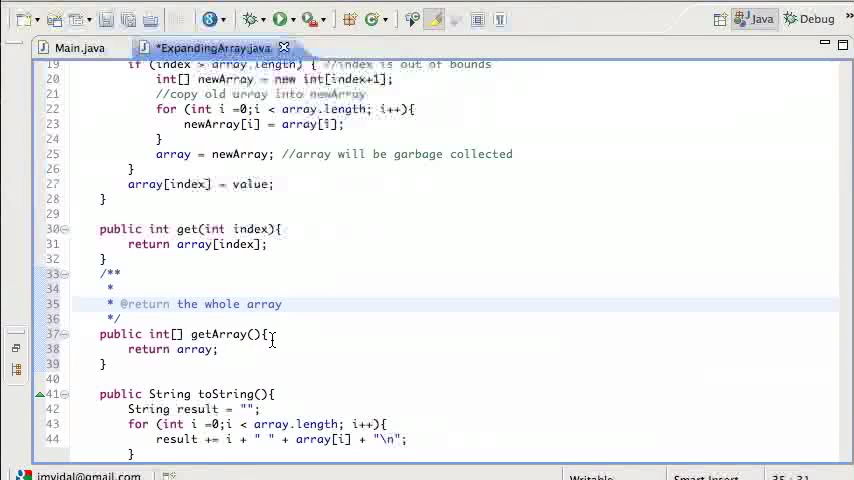 Java
Debug
Main.java
*ExpandingArray.java
19 if (index > array.length) { //index is out of bounds
20 int[] newArray = new int[index+1];
21 //copy old array into newArray
22 for (int i =0;i < array.length; i++){
23 newArray[i] = array[i];
24 }
25 array = newArray; //array will be garbage collected
26 }
27 array[index] = value;
28 }
29
30 public int get(int index){
31 return array[index];
32 }
33 /**
34 *
35 * @return the whole array
36 */
37 public int[] getArray(){
38 return array;
39 }
40
41 public String toString(){
42 String result = "";
43 for (int i =0;i < array.length; i++){
44 result += i + " " + array[i] + "\n";
}
jmvidal@gmail.com
Writable
Smart Insert
35 : 31